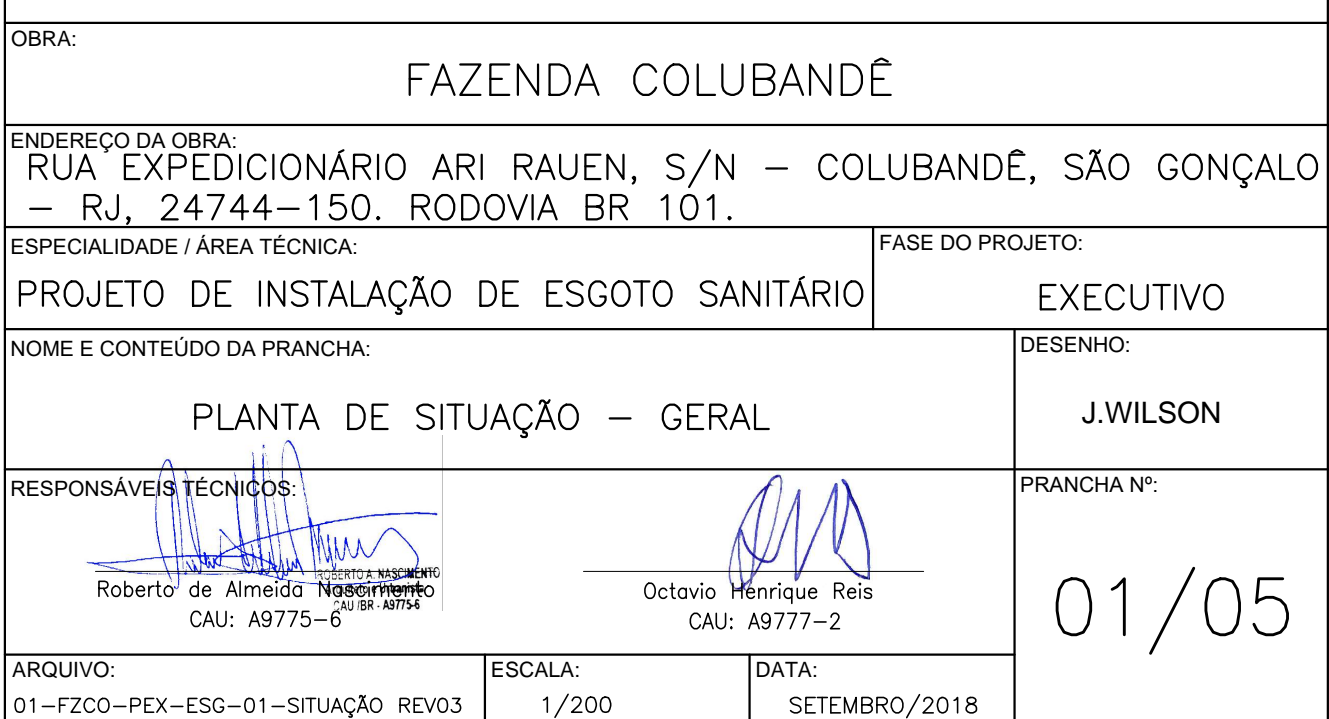 OBRA:
FAZENDA COLUBANDÊ
ENDEREÇO DA OBRA:
RUA EXPEDICIONÁRIO ARI RAUEN, S/N – COLUBANDÊ, SÃO GONÇALO
– RJ, 24744–150. RODOVIA BR 101.
ESPECIALIDADE / ÁREA TÉCNICA:
PROJETO DE INSTALAÇÃO DE ESGOTO SANITÁRIO
FASE DO PROJETO:
EXECUTIVO
NOME E CONTEÚDO DA PRANCHA:
PLANTA DE SITUAÇÃO – GERAL
DESENHO:
J.WILSON
RESPONSÁVEIS TÉCNICOS:
ROBERTO A. NASCIMENTO
Arquiteto e Urbanista
CAU /BR - A9775-6
Roberto de Almeida Nascimento
CAU: A9775–6
Octavio Henrique Reis
CAU: A9777–2
PRANCHA Nº:
01/05
ARQUIVO:
01–FZCO–PEX–ESG–01–SITUAÇÃO REV03
ESCALA:
1/200
DATA:
SETEMBRO/2018